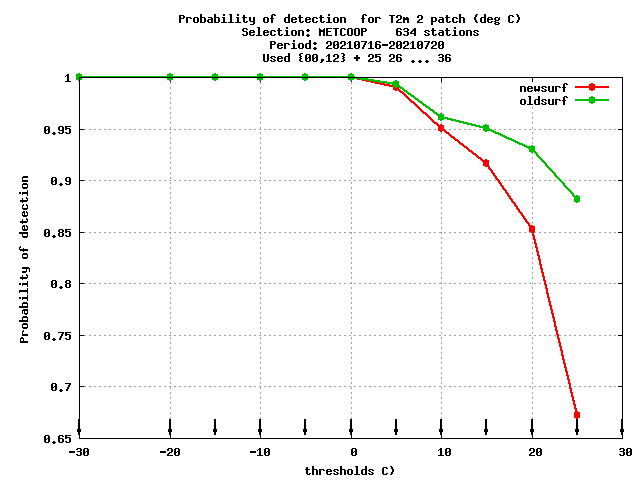 Probability of detection  for T2m 2 patch (deg C)
Selection: METCOOP    634 stations
Period: 20210716-20210720
Used {00,12} + 25 26 ... 36
newsurf
oldsurf
Probability of detection
1
0.95
0.9
0.85
0.8
0.75
0.7
0.65
-30 -20 -10 0 10 20 30
thresholds C)